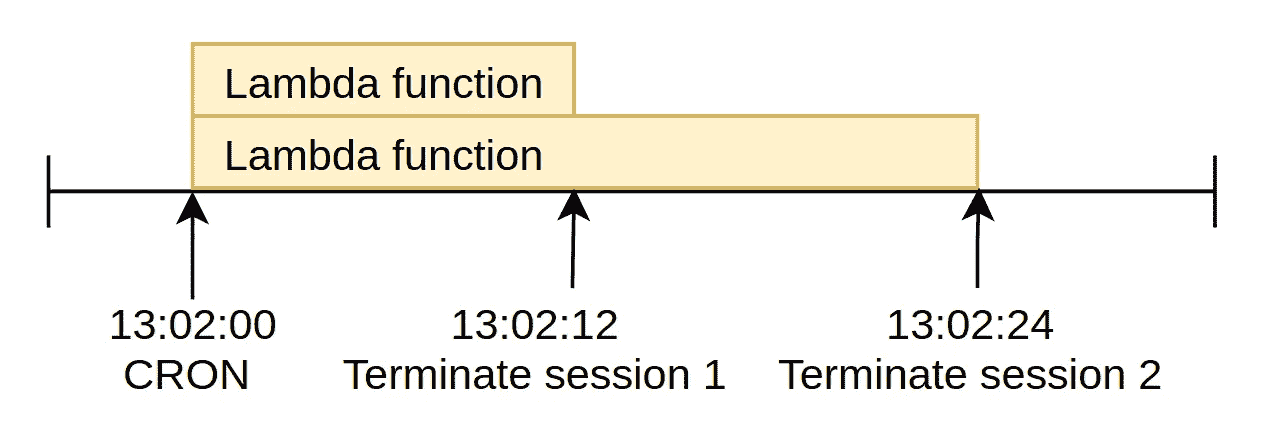 Lambda function
Lambda function
13:02:00
CRON
13:02:12
Terminate session 1
13:02:24
Terminate session 2